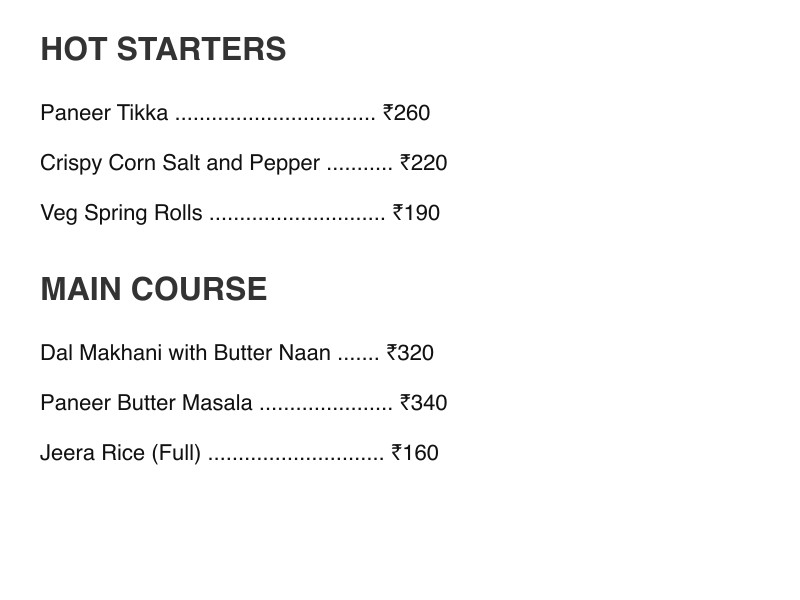 HOT STARTERS
Paneer Tikka ................................. ₹260
Crispy Corn Salt and Pepper ........... ₹220
Veg Spring Rolls ............................. ₹190
MAIN COURSE
Dal Makhani with Butter Naan ....... ₹320
Paneer Butter Masala ...................... ₹340
Jeera Rice (Full) ............................. ₹160